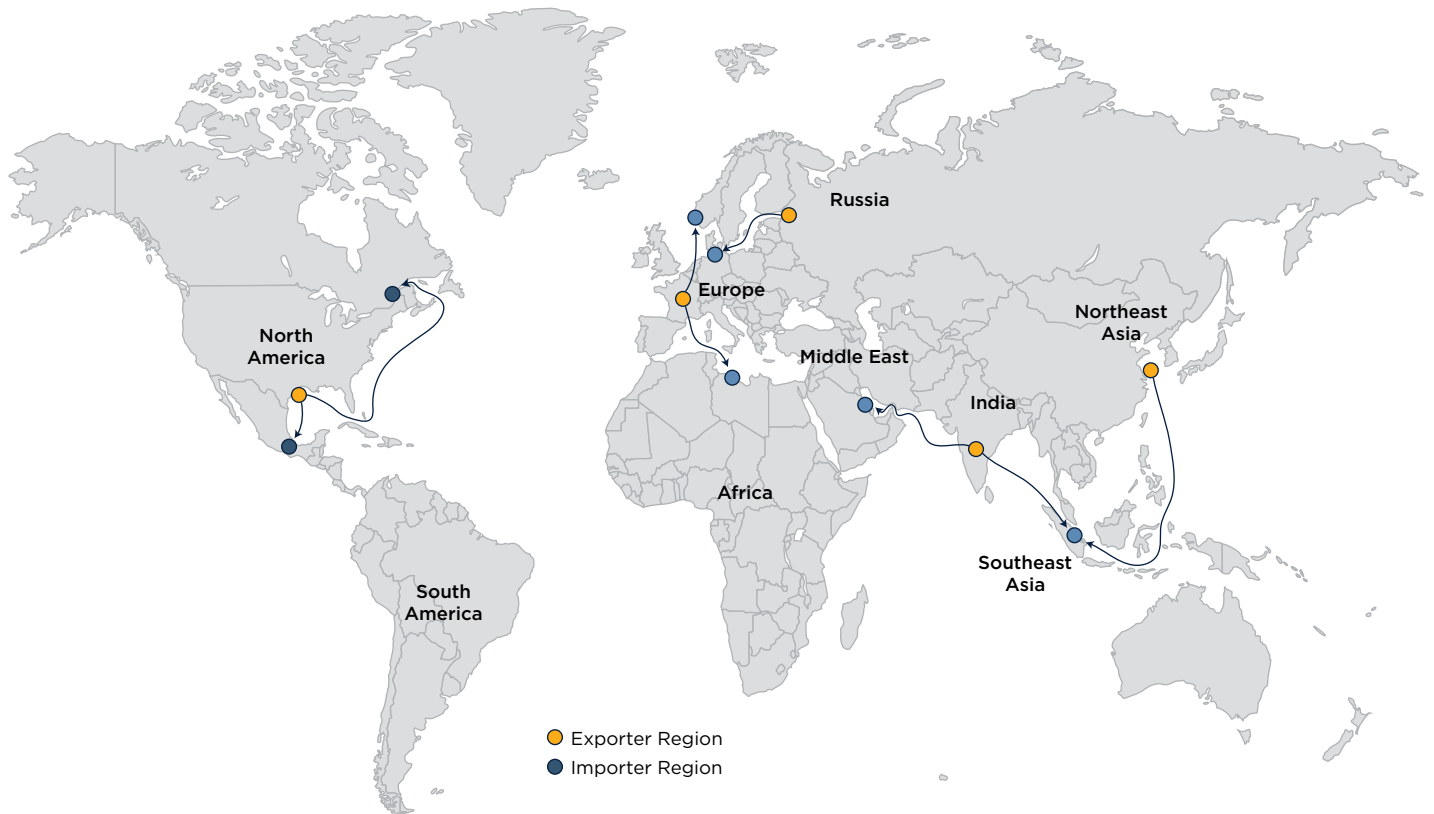 Russia
Europe
Northeast
Asia
North
America
Middle East
India
Africa
Southeast
Asia
South
America
Exporter Region
Importer Region